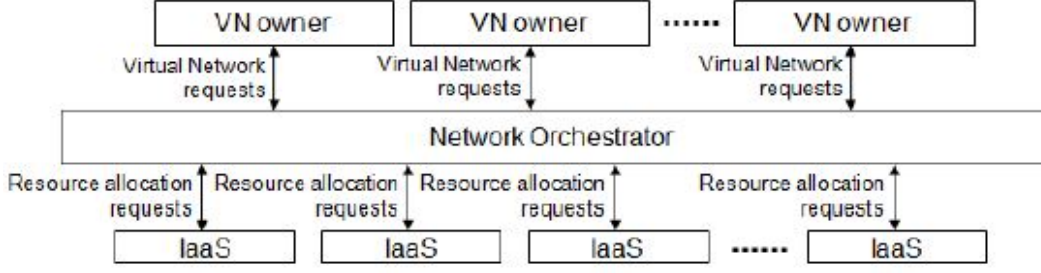 VN owner VN owner ...... VN owner
Virtual Network Virtual Network Virtual Network
requests requests requests
Network Orchestrator
Resource allocation Resource allocation Resource allocation Resource allocation
requests requests requests requests
IaaS IaaS IaaS ...... IaaS